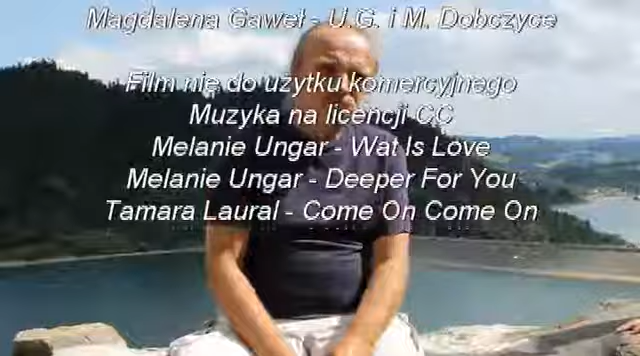 Magdalena Gaweł - U.G. i M. Dobczyce
Film nie do użytku komercyjnego
Muzyka na licencji CC
Melanie Ungar - Wat Is Love
Melanie Ungar - Deeper For You
Tamara Laural - Come On Come On